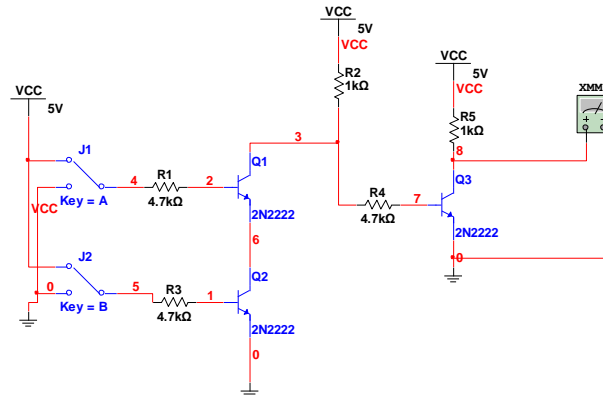 VCC
5V
VCC
R2
1kΩ
VCC
5V
VCC
R5
1kΩ
XMM
VCC
5V
J1
Key = A
VCC
4
R1
4.7kΩ
2
Q1
2N2222
3
R4
4.7kΩ
7
8
Q3
2N2222
0
6
J2
0
Key = B
5
R3
4.7kΩ
1
Q2
2N2222
0